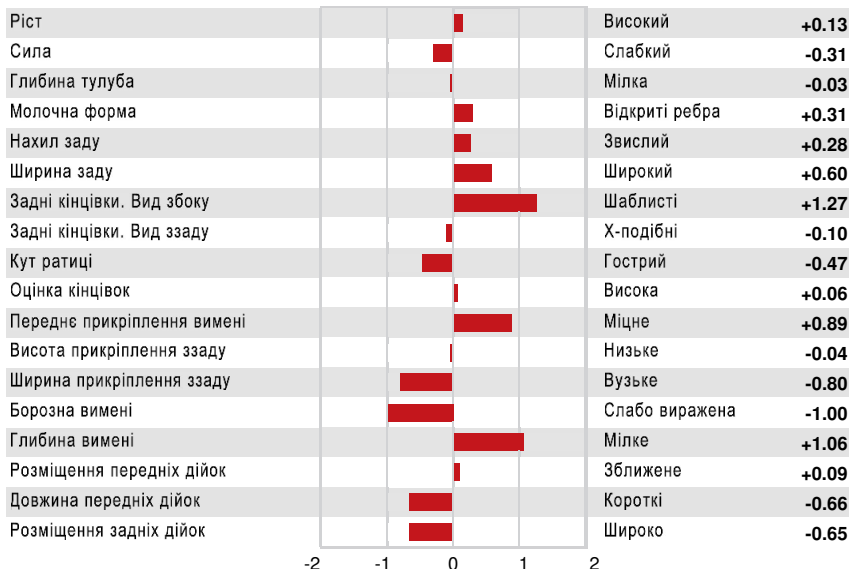 Ріст Високий +0.13
Сила Слабкий -0.31
Глибина тулуба Мілка -0.03
Молочна форма Відкриті ребра +0.31
Нахил заду Звислий +0.28
Ширина заду Широкий +0.60
Задні кінцівки. Вид збоку Шаблисті +1.27
Задні кінцівки. Вид ззаду Х-подібні -0.10
Кут ратиці Гострий -0.47
Оцінка кінцівок Висока +0.06
Переднє прикріплення вимені Міцне +0.89
Висота прикріплення ззаду Низьке -0.04
Ширина прикріплення ззаду Вузьке -0.80
Борозна вимені Слабо виражена -1.00
Глибина вимені Мілке +1.06
Розміщення передніх дійок Зближене +0.09
Довжина передніх дійок Короткі -0.66
Розміщення задніх дійок Широко -0.65
-2 -1 0 1 2